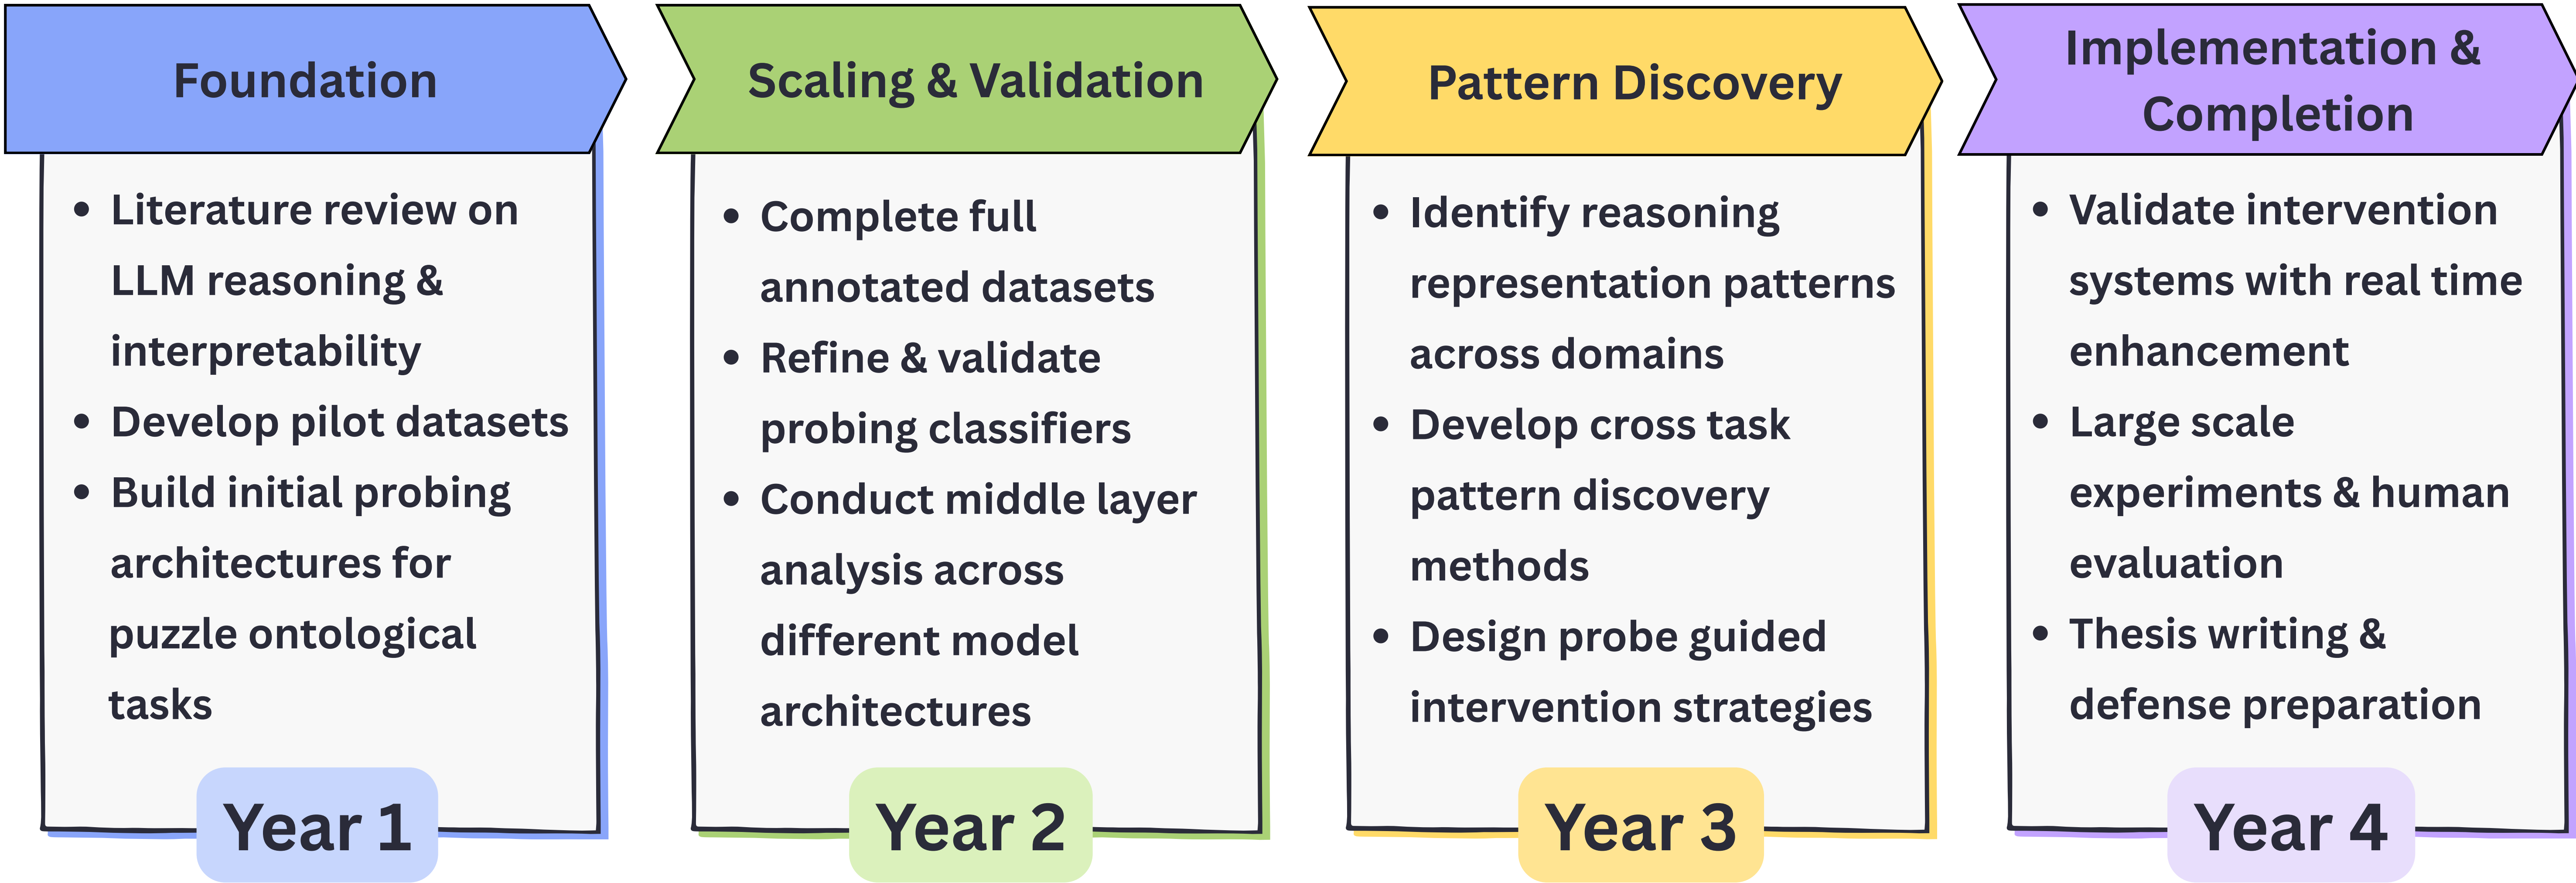 Foundation
• Literature review on
LLM reasoning &
interpretability
• Develop pilot datasets
• Build initial probing
architectures for
puzzle ontological
tasks
Year 1
Scaling & Validation
• Complete full
annotated datasets
• Refine & validate
probing classifiers
• Conduct middle layer
analysis across
different model
architectures
Year 2
Pattern Discovery
• Identify reasoning
representation patterns
across domains
• Develop cross task
pattern discovery
methods
• Design probe guided
intervention strategies
Year 3
Implementation &
Completion
• Validate intervention
systems with real time
enhancement
• Large scale
experiments & human
evaluation
• Thesis writing &
defense preparation
Year 4